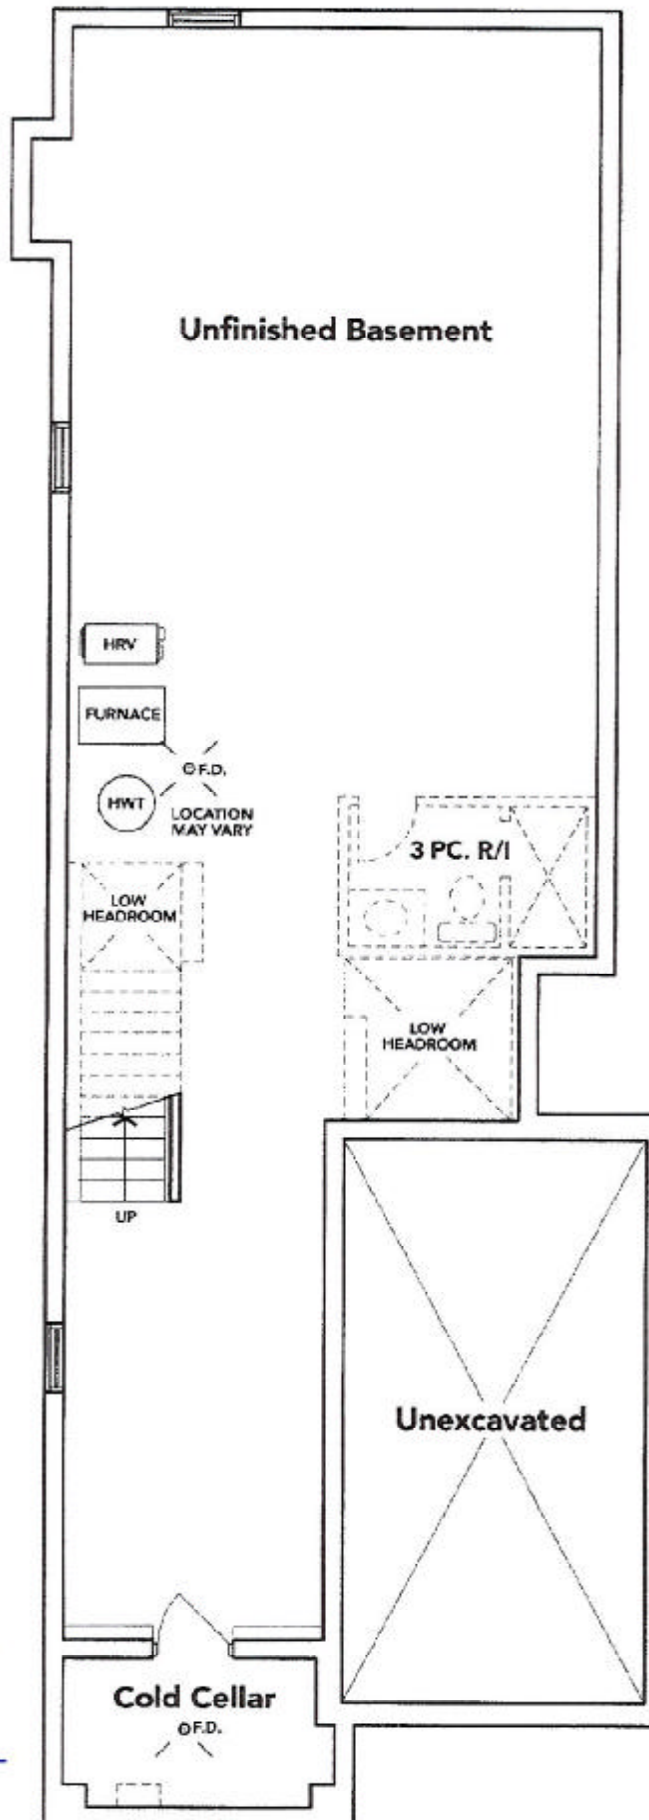 Unfinished Basement
HRV
FURNACE
F.D.
HWT
LOCATION
MAY VARY
3 PC. R/I
LOW
HEADROOM
LOW
HEADROOM
UP
Unexcavated
Cold Cellar
F.D.